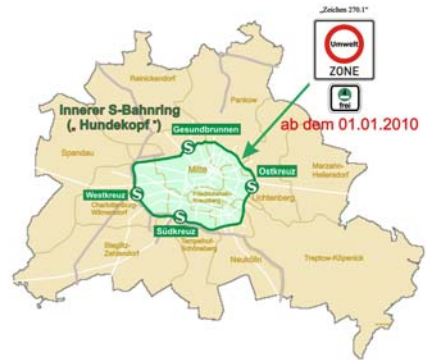 „Zeichen 270.1"
Umwelt
ZONE
frei
ab dem 01.01.2010
Innerer S-Bahnring
(„ Hundekopf ")
Reinickendorf
Pankow
Gesundbrunnen
S
Spandau
Mitte
Ostkreuz
S
Marzahn-
Hellersdorf
Westkreuz
S
Friedrichshain-
Kreuzberg
Lichtenberg
Charlottenburg-
Wilmersdorf
S
Südkreuz
Steglitz-
Zehlendorf
Tempelhof-
Schöneberg
Neukölln
Treptow-Köpenick